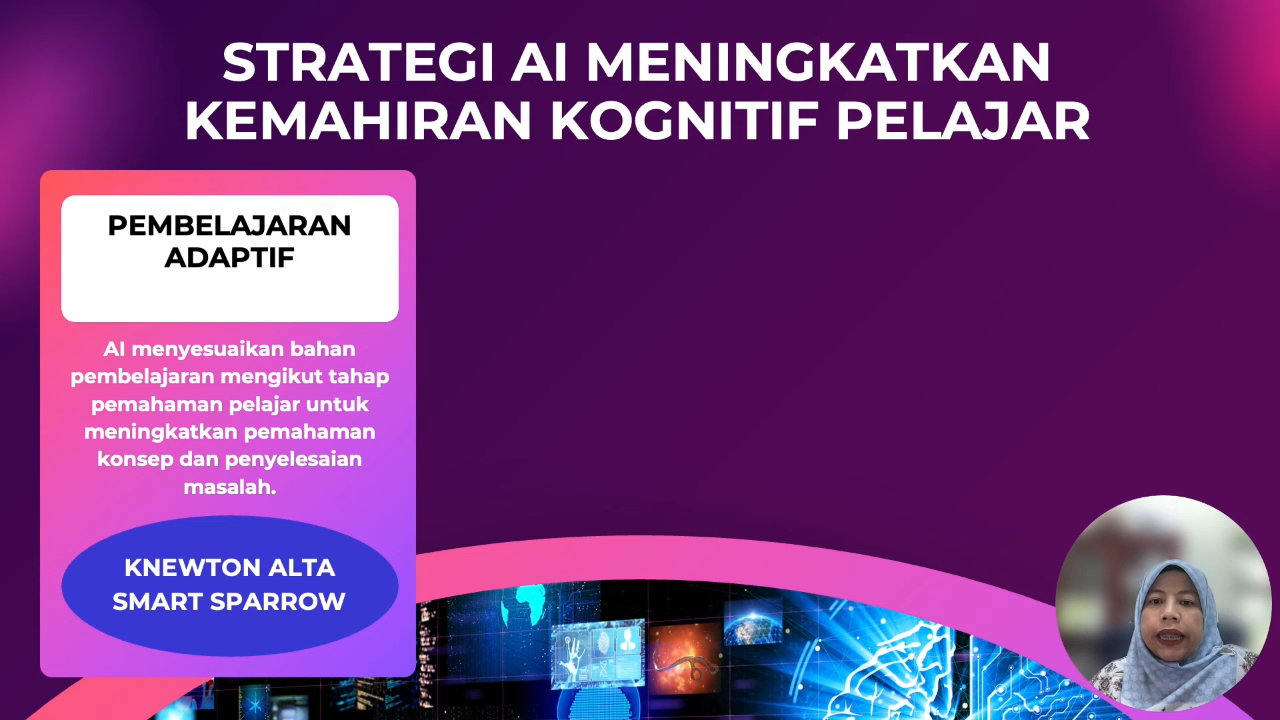 STRATEGI AI MENINGKATKAN
KEMAHIRAN KOGNITIF PELAJAR
PEMBELAJARAN
ADAPTIF
AI menyesuaikan bahan
pembelajaran mengikut tahap
pemahaman pelajar untuk
meningkatkan pemahaman
konsep dan penyelesaian
masalah.
KNEWTON ALTA
SMART SPARROW